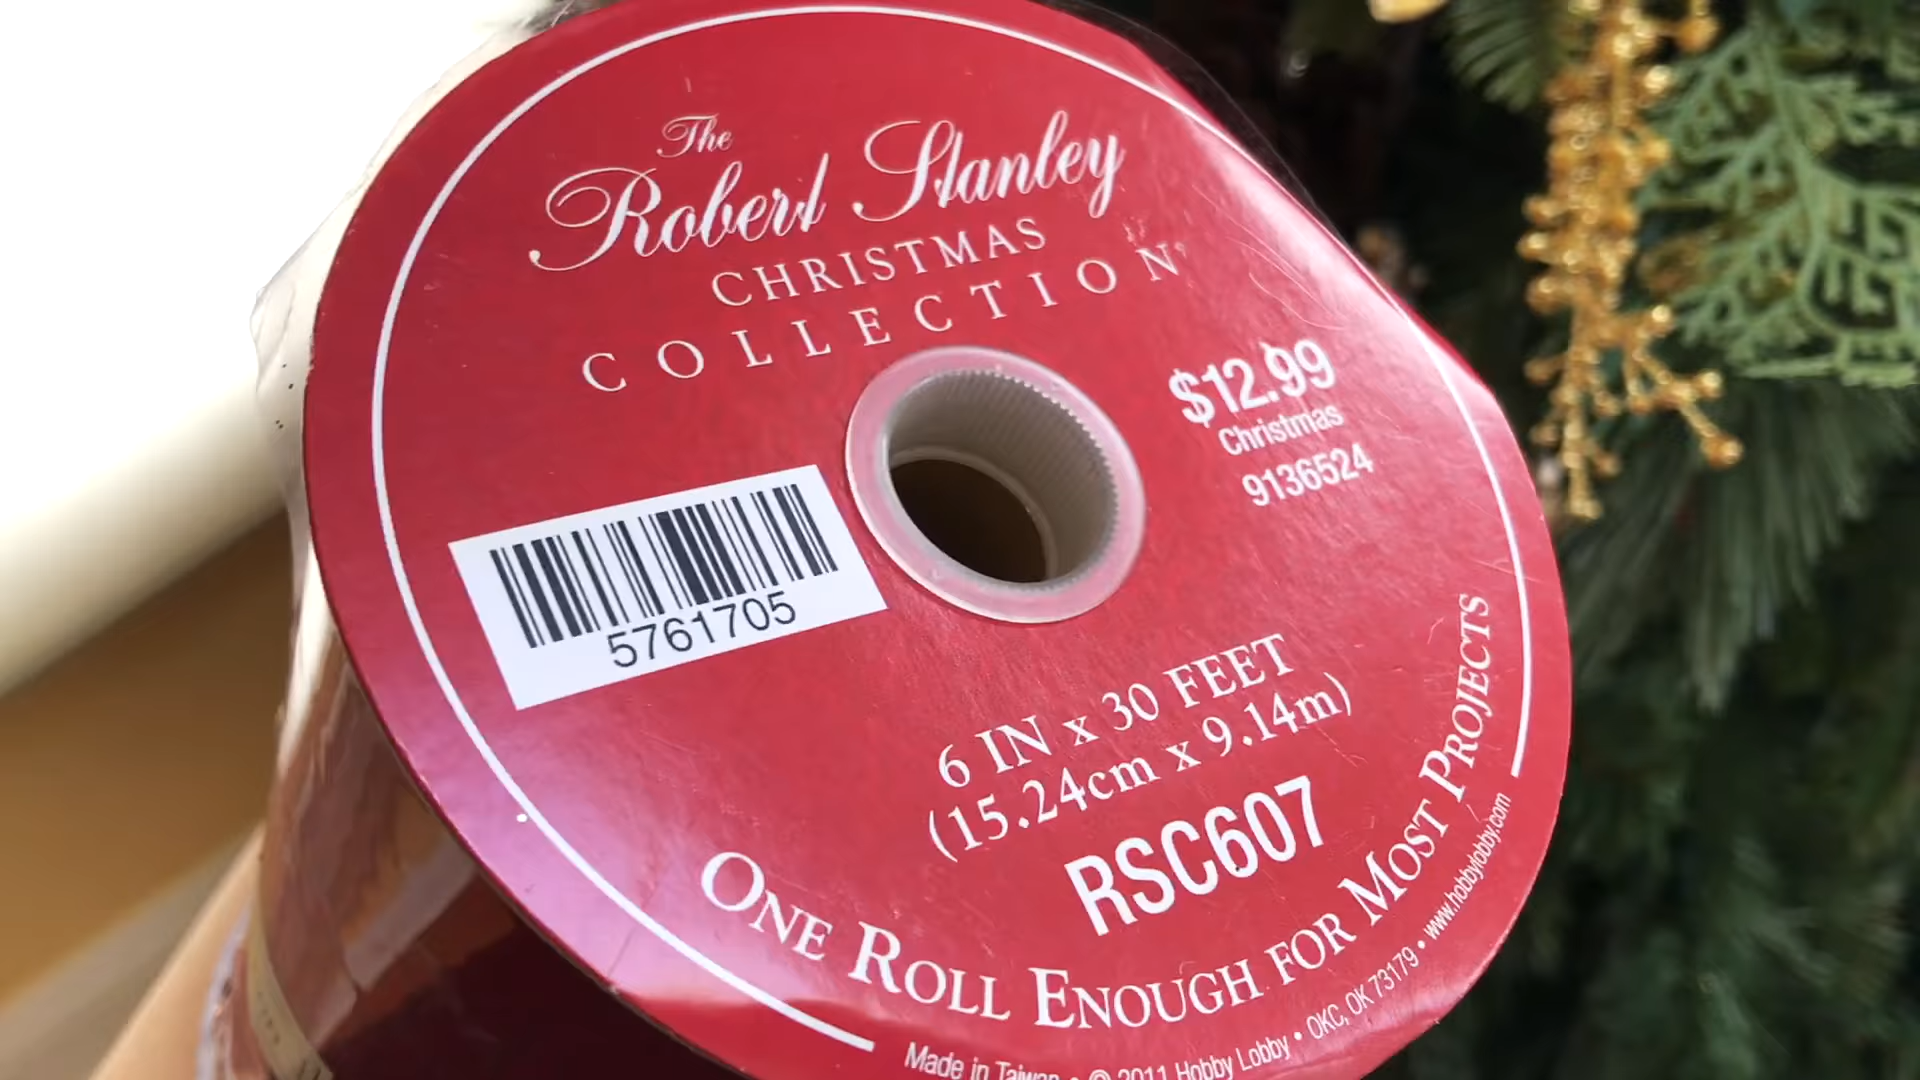 The
Robert Stanley
CHRISTMAS
COLLECTION
$12.99
Christmas
9136524
5761705
6 IN x 30 FEET
(15.24cm x 9.14m)
RSC607
ONE ROLL ENOUGH FOR MOST PROJECTS
Made in Taiwan • © 2011 Hobby Lobby • OKC, OK 73179 • www.hobbylobby.com